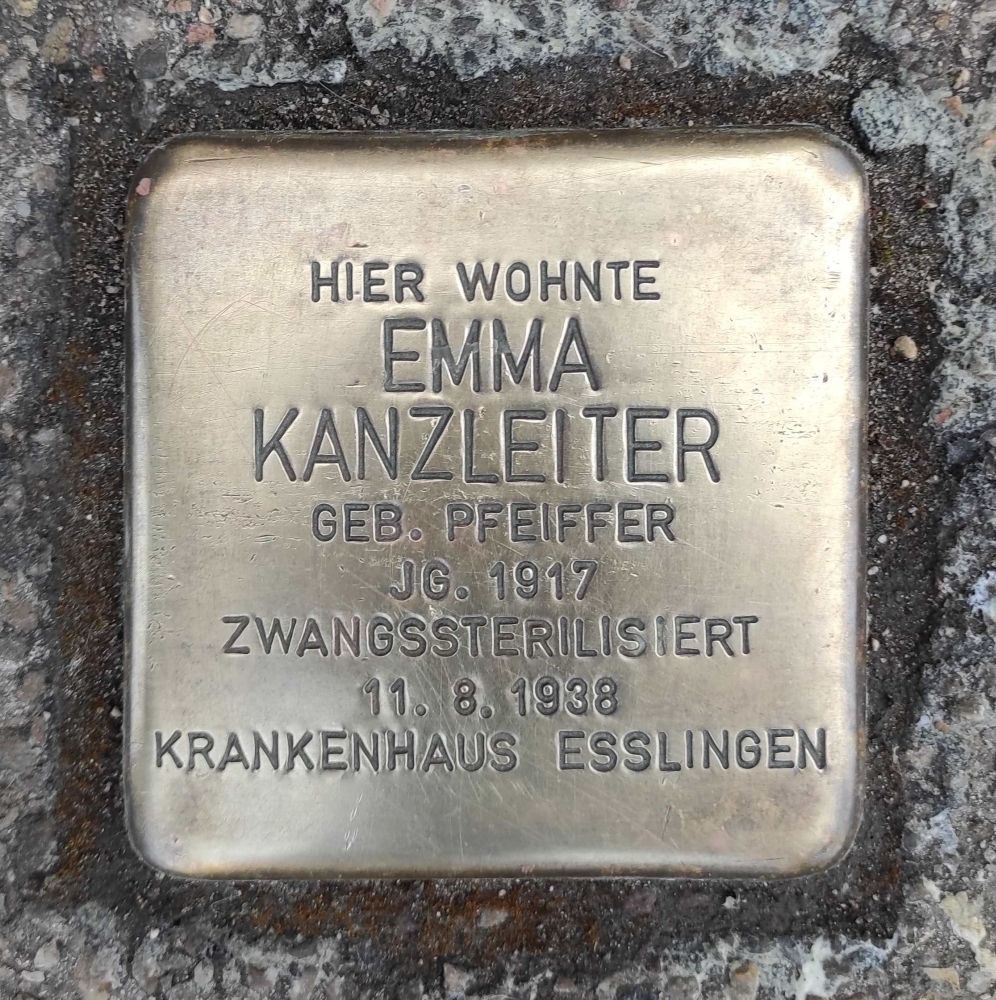 HIER WOHNTE
EMMA
KANZLEITER
GEB. PFEIFFER
JG. 1917
ZWANGSSTERILISIERT
11. 8. 1938
KRANKENHAUS ESSLINGEN